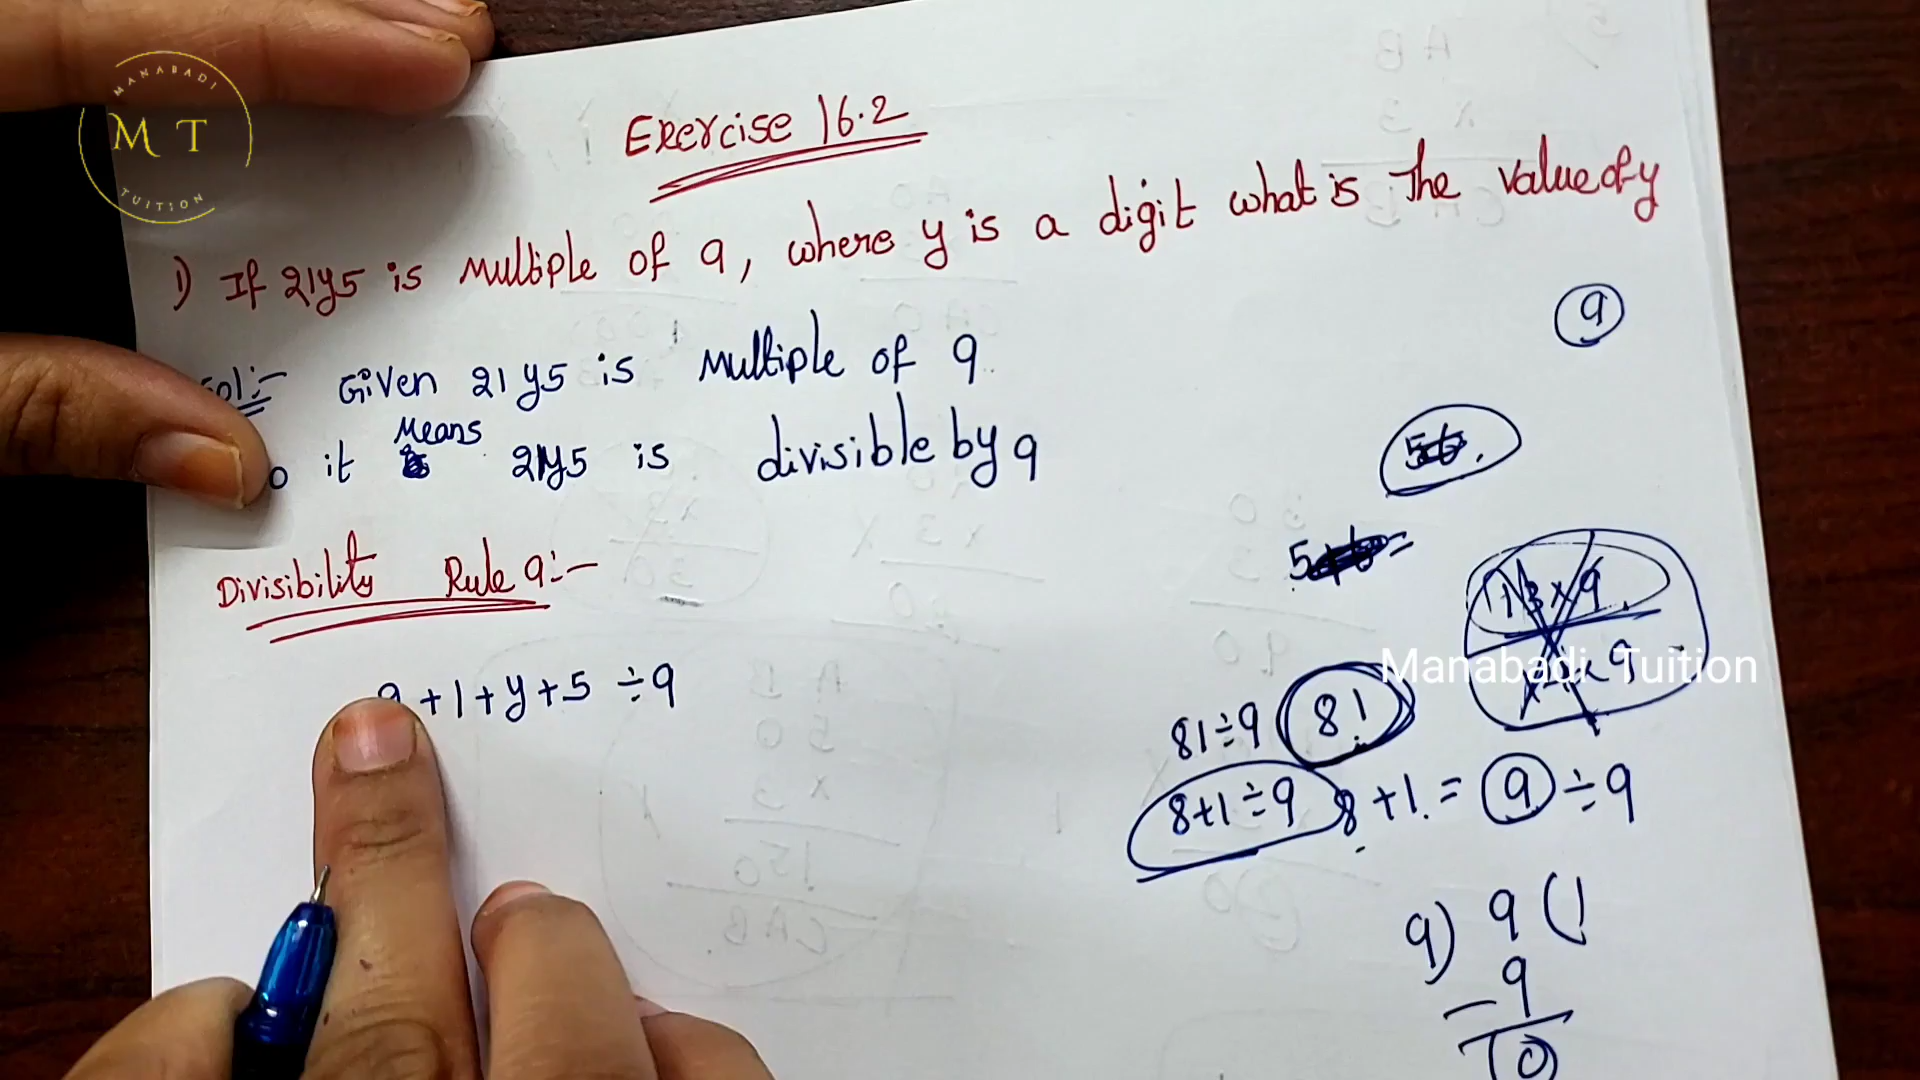 MANABADI
M T
TUITION
Exercise 16.2
1) If 21y5 is multiple of 9, where y is a digit what is The value of y
9
Sol:- Given 21y5 is Multiple of 9
it Means 21y5 is divisible by 9
Divisibility Rule 9:-
2+1+y+5 ÷9
Manabadi Tuition
81÷9 81
8+1÷9 8+1. = 9 ÷9
9) 9 (1
-9
0